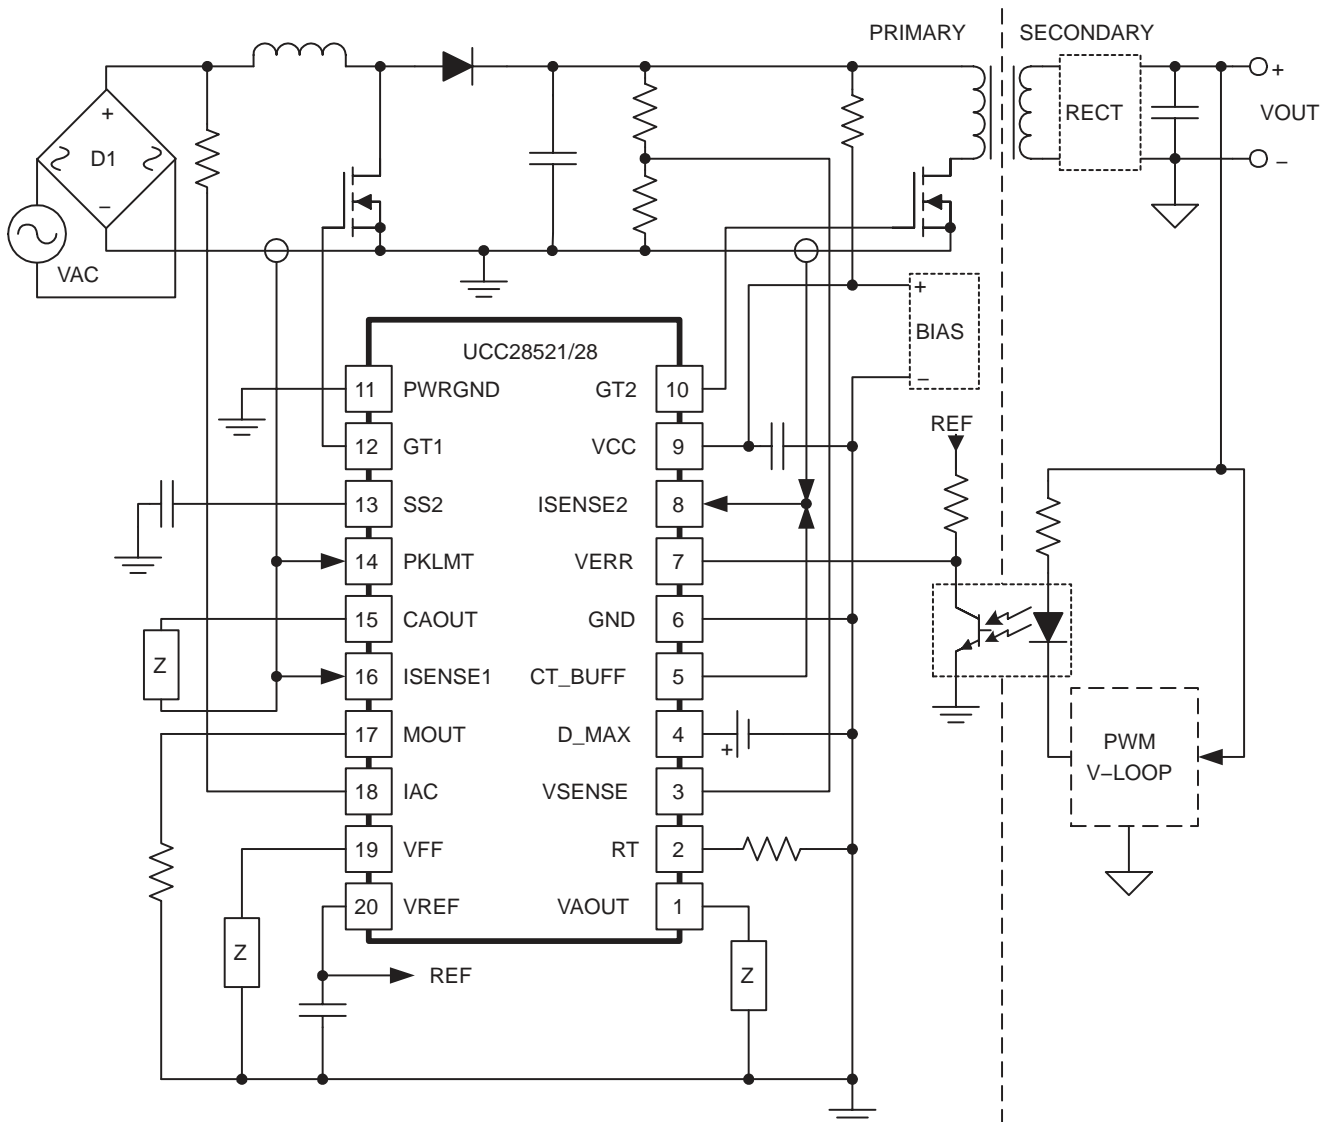 PRIMARY SECONDARY
+
D1
−
VAC
RECT
+
VOUT
−
UCC28521/28
+
BIAS
−
REF
11 PWRGND GT2 10
12 GT1 VCC 9
13 SS2 ISENSE2 8
14 PKLMT VERR 7
15 CAOUT GND 6
16 ISENSE1 CT_BUFF 5
17 MOUT D_MAX 4
+
18 IAC VSENSE 3
19 VFF RT 2
20 VREF VAOUT 1
Z
Z
Z
REF
PWM
V−LOOP